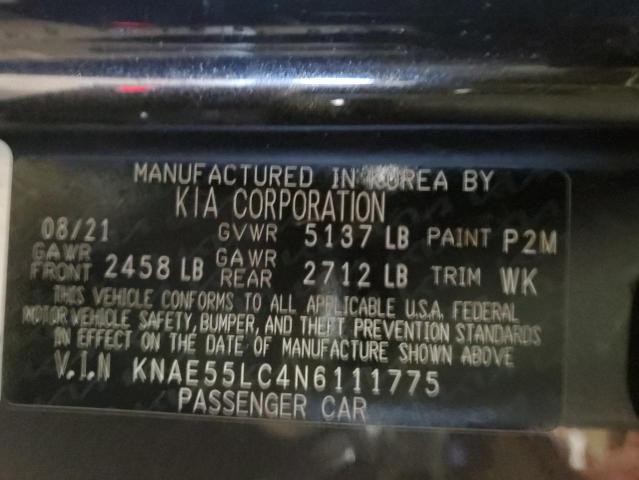 MANUFACTURED IN KOREA BY
KIA CORPORATION
08/21 GVWR 5137 LB PAINT P2M
GAWR FRONT 2458 LB GAWR REAR 2712 LB TRIM WK
THIS VEHICLE CONFORMS TO ALL APPLICABLE U.S.A. FEDERAL
MOTOR VEHICLE SAFETY, BUMPER, AND THEFT PREVENTION STANDARDS
IN EFFECT ON THE DATE OF MANUFACTURE SHOWN ABOVE
V.I.N KNAE55LC4N6111775
PASSENGER CAR